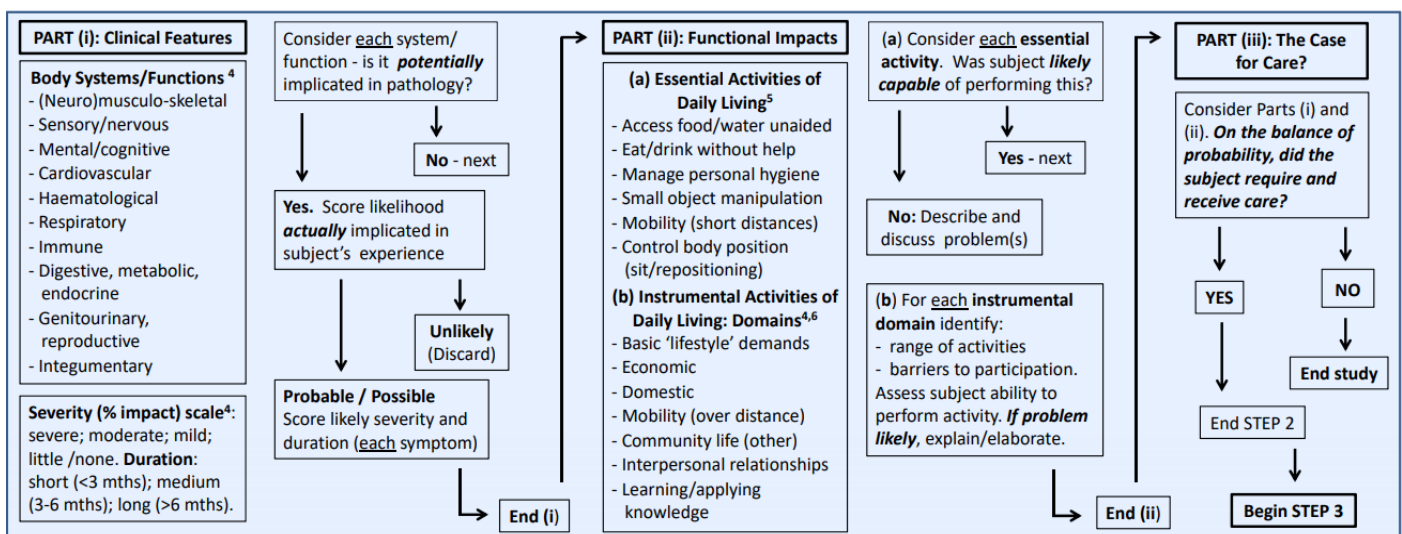 PART (i): Clinical Features
Body Systems/Functions 4
- (Neuro)musculo-skeletal
- Sensory/nervous
- Mental/cognitive
- Cardiovascular
- Haematological
- Respiratory
- Immune
- Digestive, metabolic,
endocrine
- Genitourinary,
reproductive
- Integumentary
Severity (% impact) scale4:
severe; moderate; mild;
little /none. Duration:
short (<3 mths); medium
(3-6 mths); long (>6 mths).
Consider each system/
function - is it potentially
implicated in pathology?
No - next
Yes. Score likelihood
actually implicated in
subject's experience
Unlikely
(Discard)
Probable / Possible
Score likely severity and
duration (each symptom)
End (i)
PART (ii): Functional Impacts
(a) Essential Activities of
Daily Living5
- Access food/water unaided
- Eat/drink without help
- Manage personal hygiene
- Small object manipulation
- Mobility (short distances)
- Control body position
(sit/repositioning)
(b) Instrumental Activities of
Daily Living: Domains4,6
- Basic 'lifestyle' demands
- Economic
- Domestic
- Mobility (over distance)
- Community life (other)
- Interpersonal relationships
- Learning/applying
knowledge
(a) Consider each essential
activity. Was subject likely
capable of performing this?
Yes - next
No: Describe and
discuss problem(s)
(b) For each instrumental
domain identify:
- range of activities
- barriers to participation.
Assess subject ability to
perform activity. If problem
likely, explain/elaborate.
End (ii)
PART (iii): The Case
for Care?
Consider Parts (i) and
(ii). On the balance of
probability, did the
subject require and
receive care?
YES
NO
End study
End STEP 2
Begin STEP 3